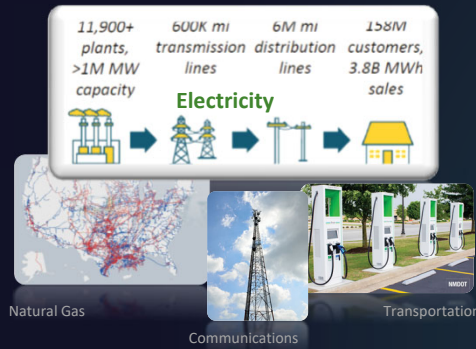 11,900+ 600K mi 6M mi 158M
plants, transmission distribution customers,
>1M MW lines lines 3.8B MWh
capacity sales
Electricity
NMDOT
Natural Gas Transportation
Communications